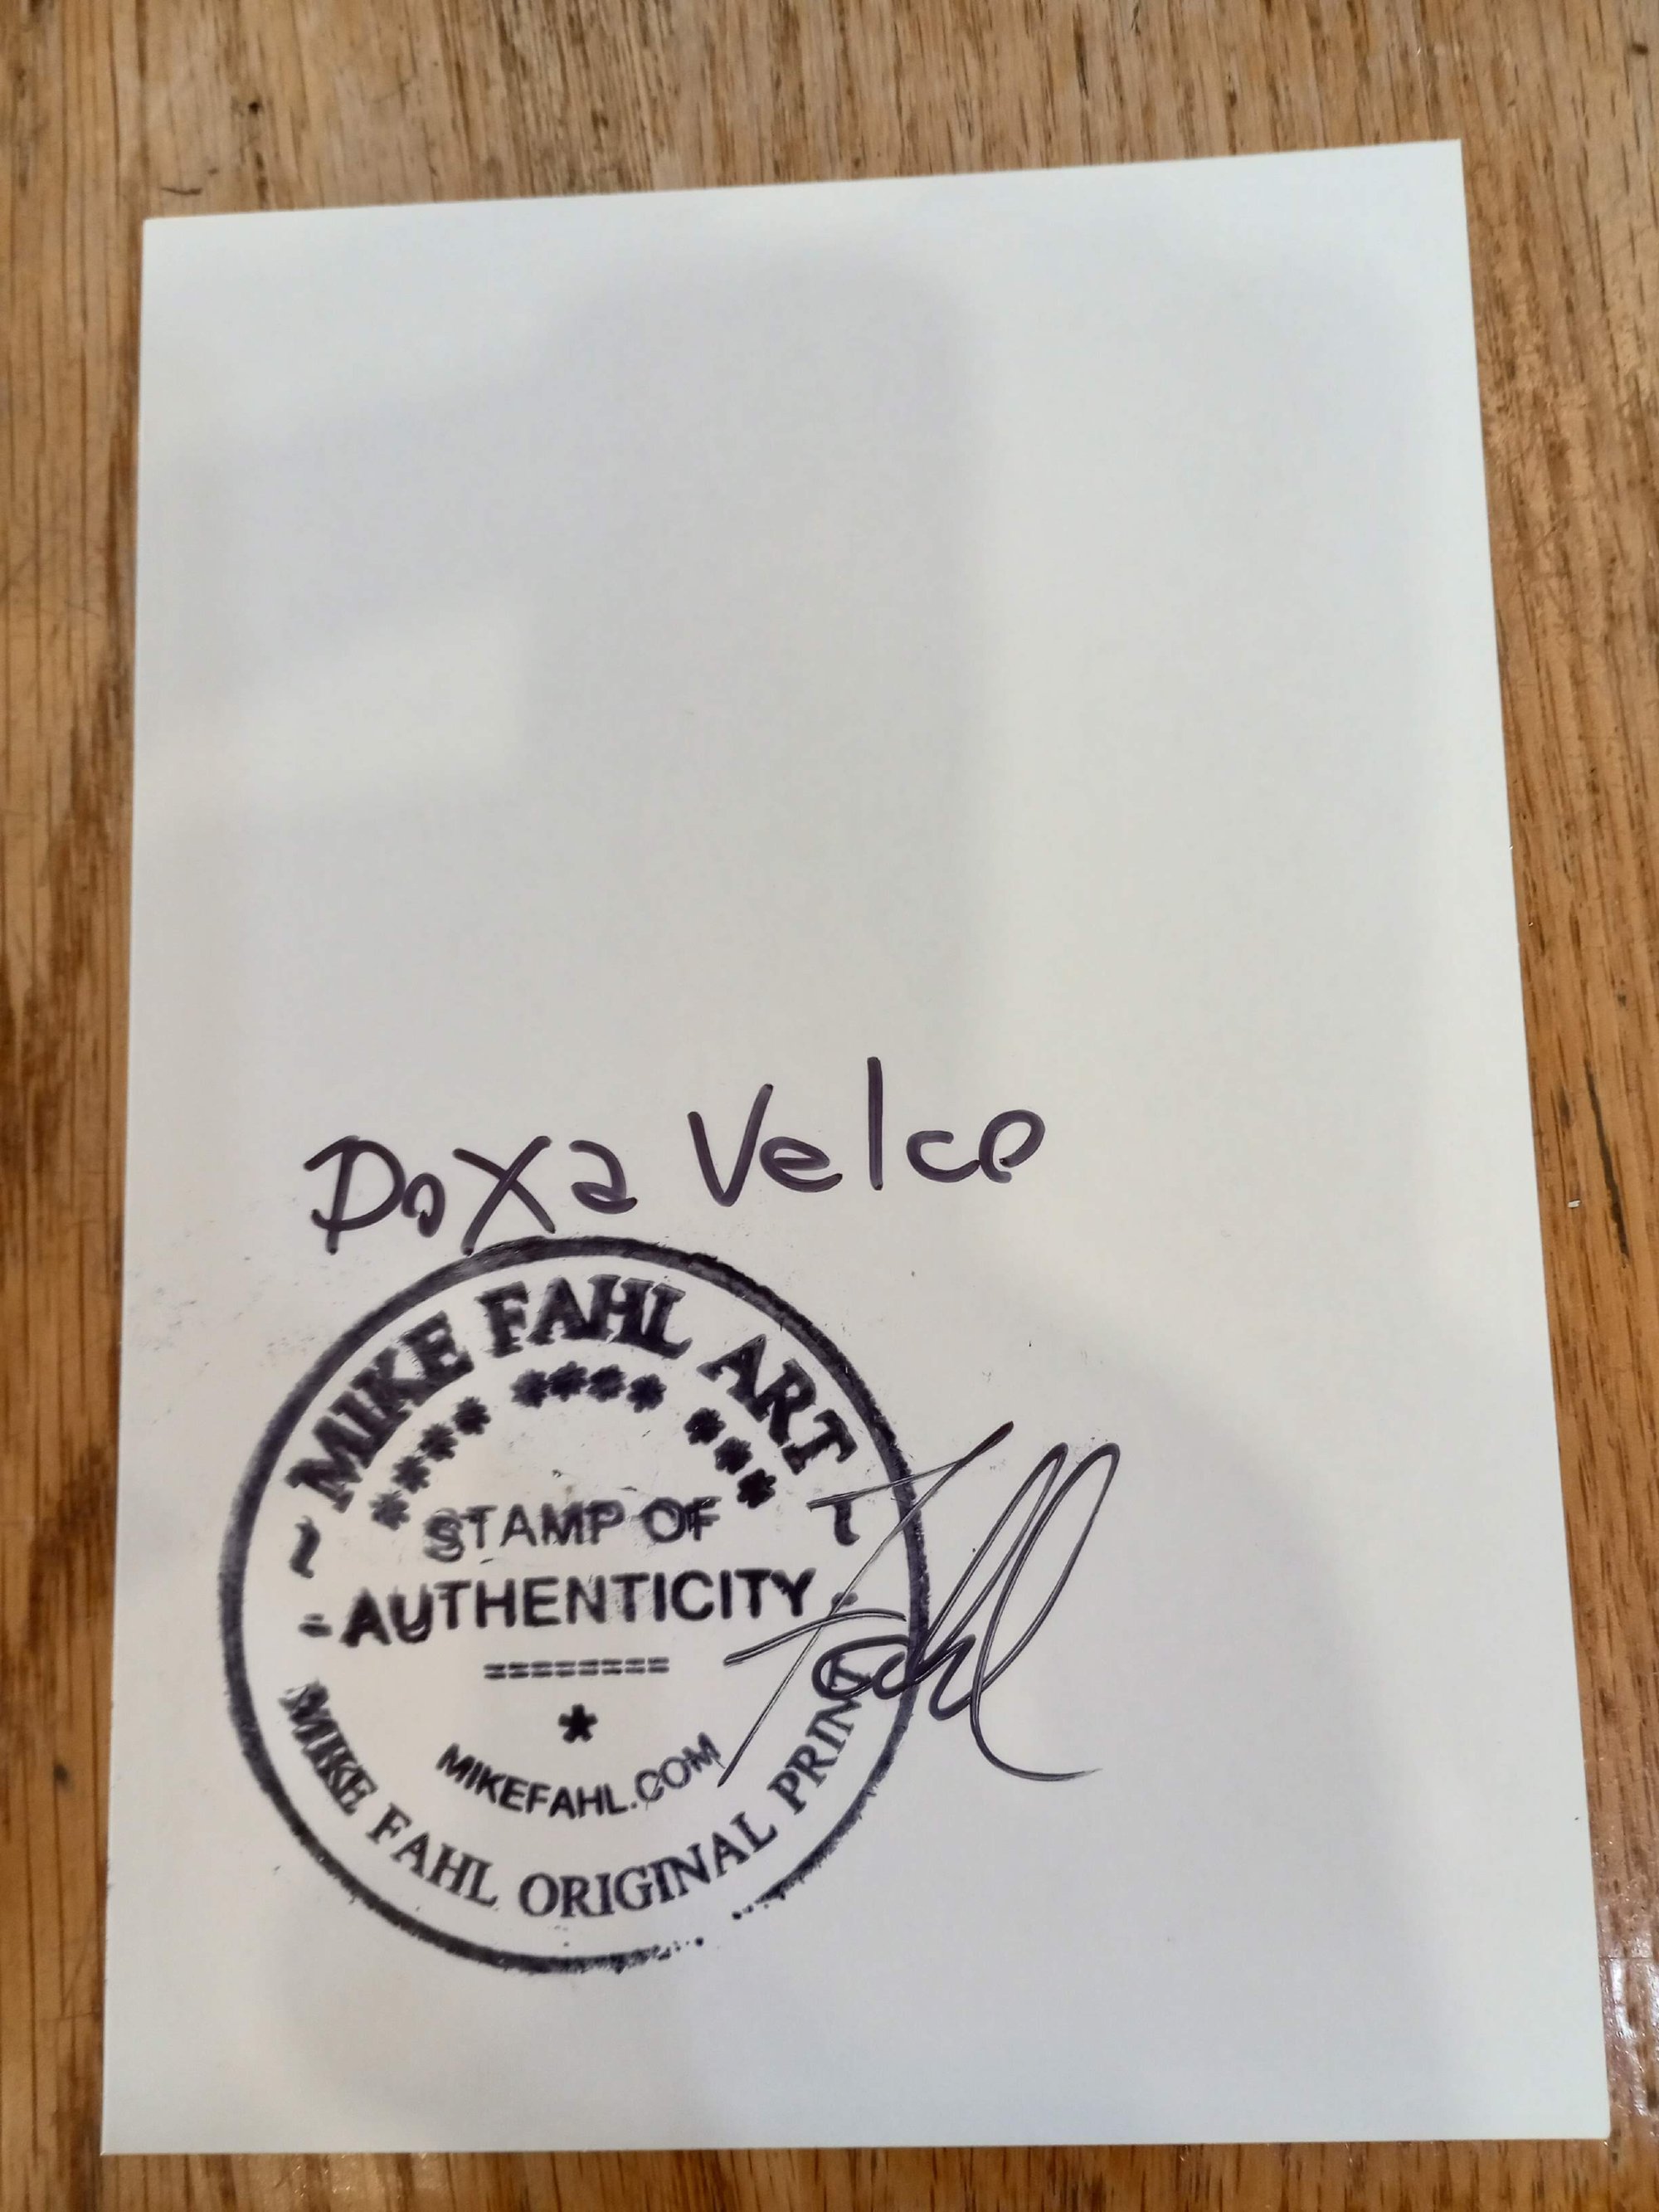 Doxa Velco
~ MIKE FAHL ART ~
**** **** ***
STAMP OF
-AUTHENTICITY-
========
*
MIKEFAHL.COM
MIKE FAHL ORIGINAL PRINT
Fahl